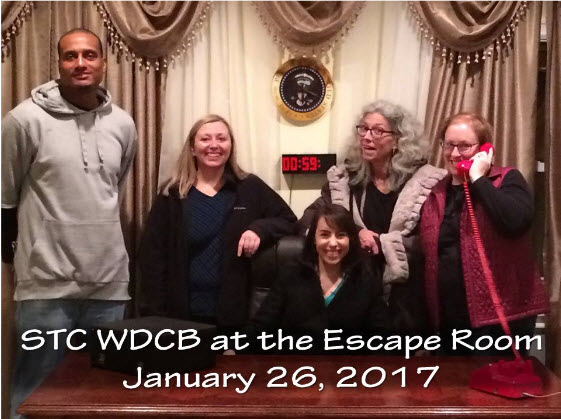 00:59
STC WDCB at the Escape Room
January 26, 2017